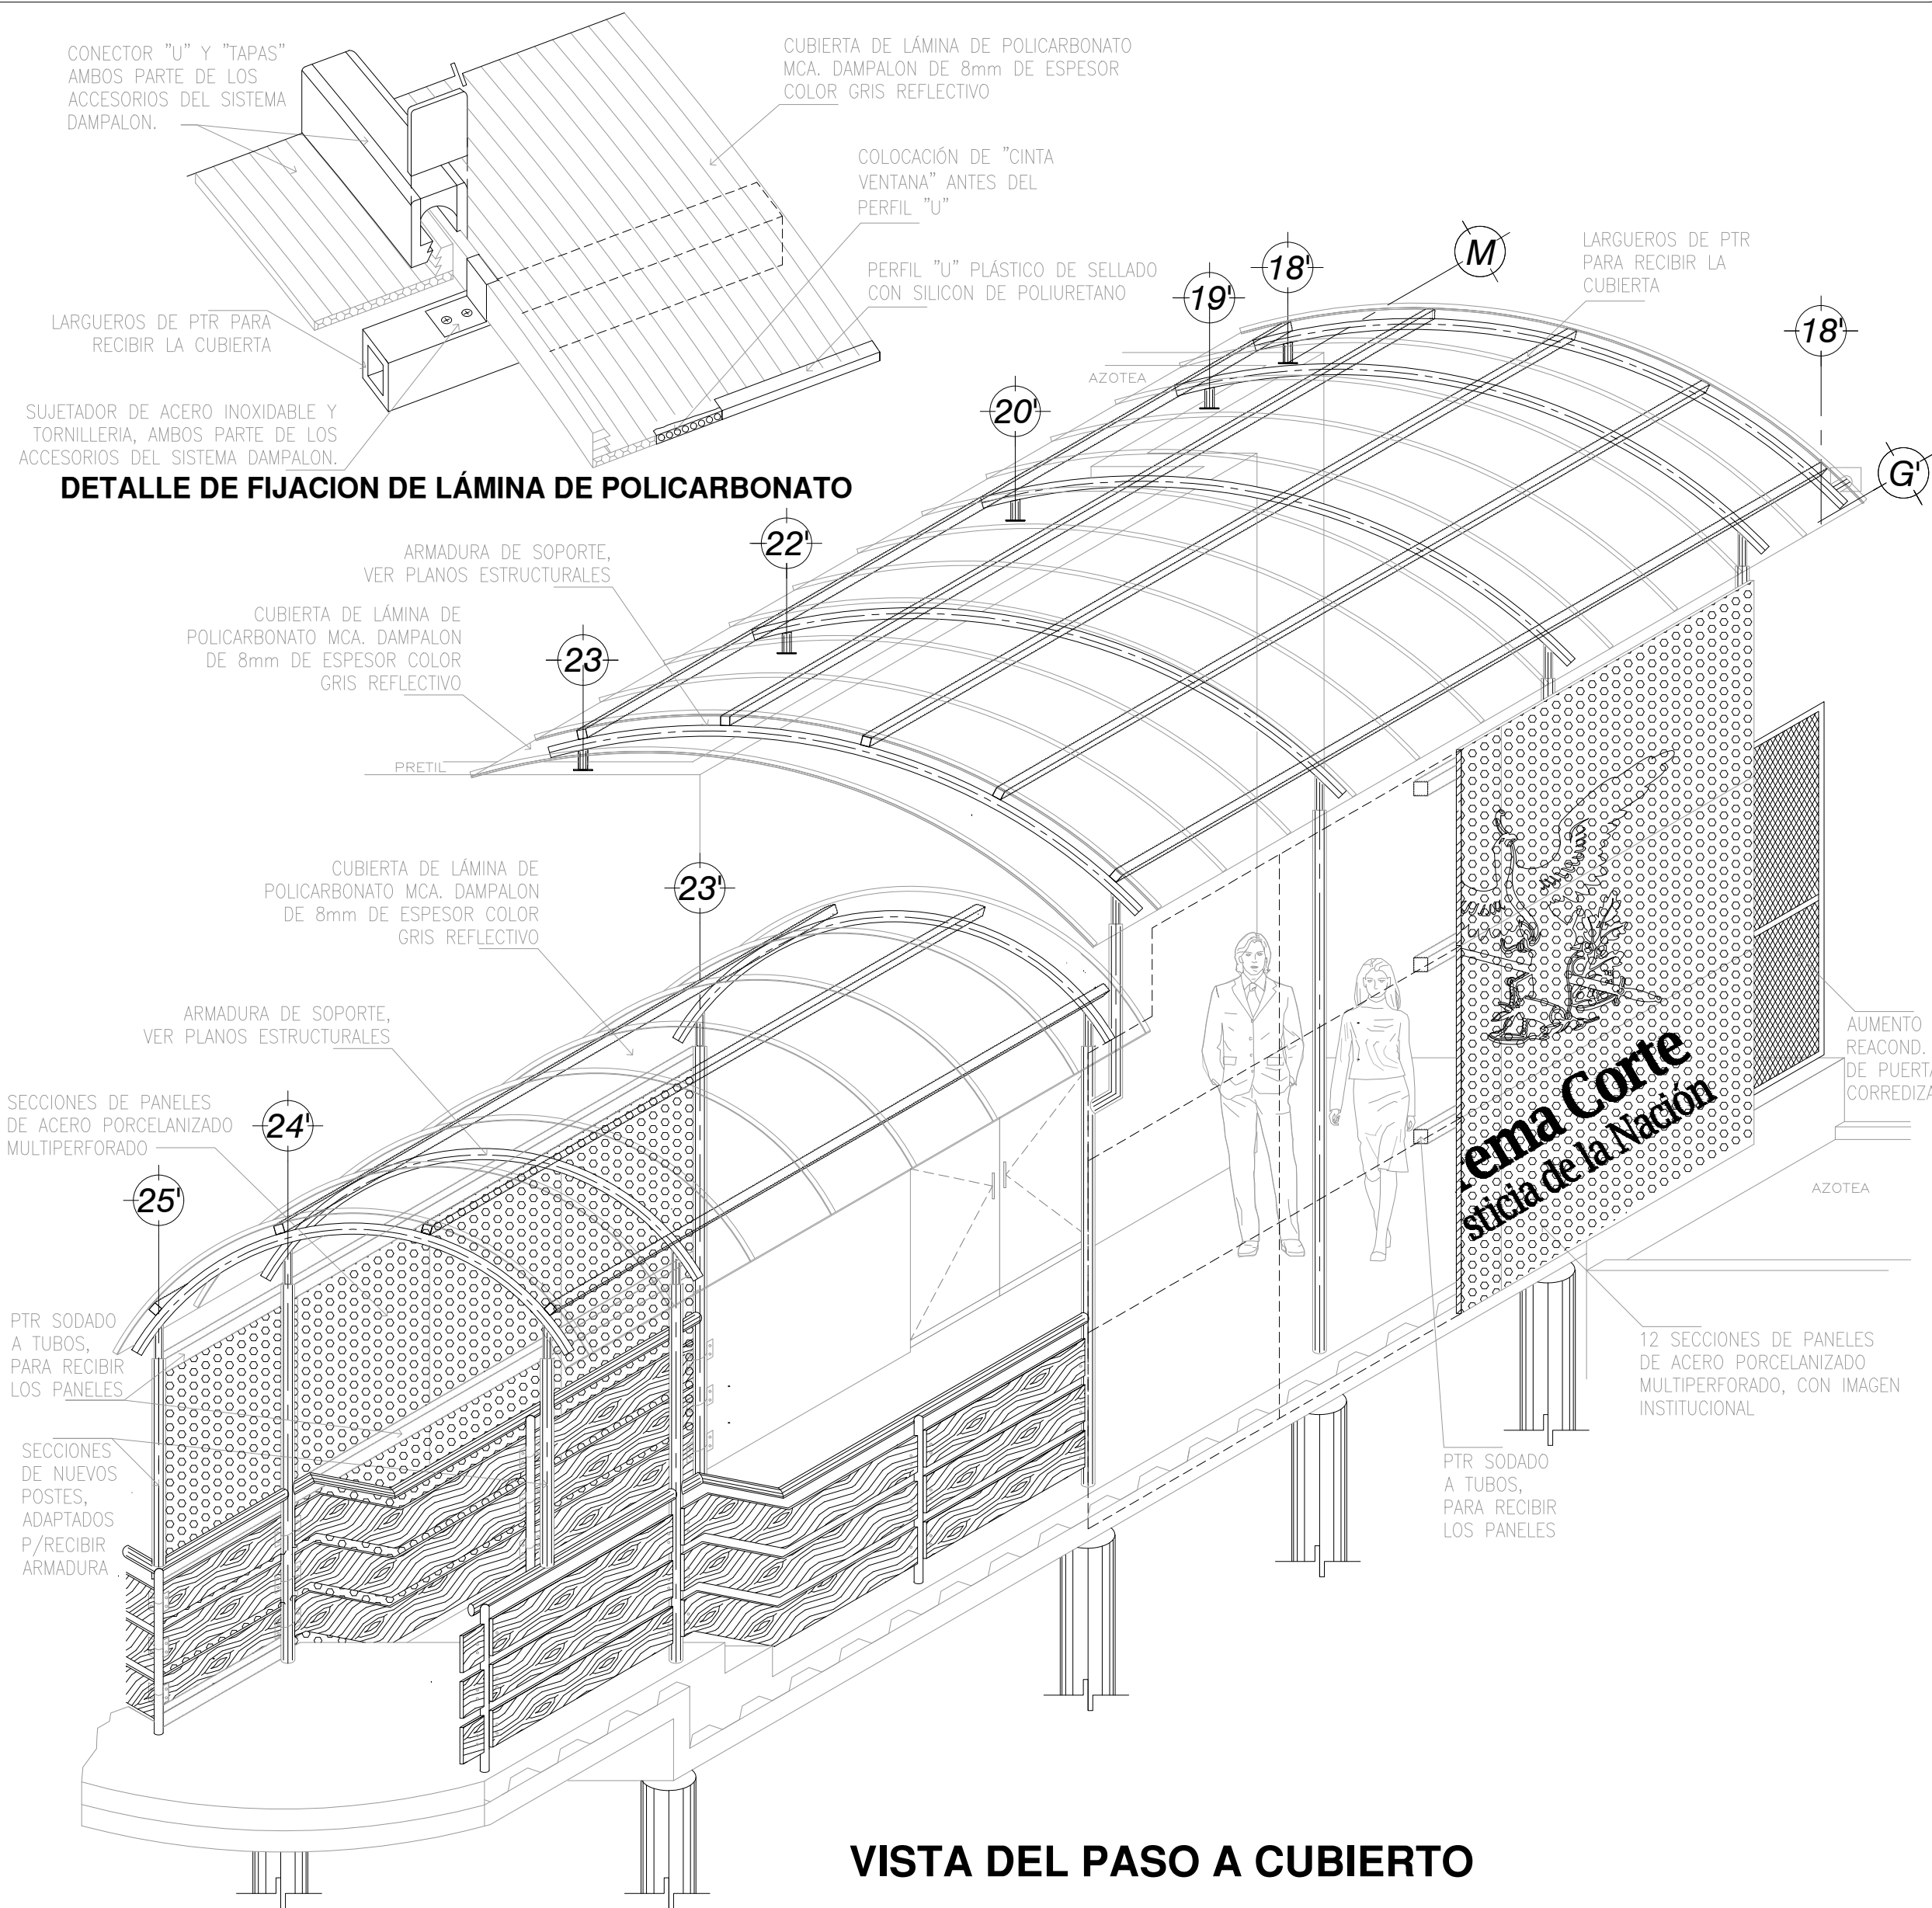 CONECTOR "U" Y "TAPAS"
AMBOS PARTE DE LOS
ACCESORIOS DEL SISTEMA
DAMPALON.
CUBIERTA DE LÁMINA DE POLICARBONATO
MCA. DAMPALON DE 8mm DE ESPESOR
COLOR GRIS REFLECTIVO
COLOCACIÓN DE "CINTA
VENTANA" ANTES DEL
PERFIL "U"
PERFIL "U" PLÁSTICO DE SELLADO
CON SILICON DE POLIURETANO
LARGUEROS DE PTR PARA
RECIBIR LA CUBIERTA
SUJETADOR DE ACERO INOXIDABLE Y
TORNILLERIA, AMBOS PARTE DE LOS
ACCESORIOS DEL SISTEMA DAMPALON.
DETALLE DE FIJACION DE LÁMINA DE POLICARBONATO
M
18'
19'
LARGUEROS DE PTR
PARA RECIBIR LA
CUBIERTA
18'
AZOTEA
20'
G'
22'
ARMADURA DE SOPORTE,
VER PLANOS ESTRUCTURALES
CUBIERTA DE LÁMINA DE
POLICARBONATO MCA. DAMPALON
DE 8mm DE ESPESOR COLOR
GRIS REFLECTIVO
23
PRETIL
CUBIERTA DE LÁMINA DE
POLICARBONATO MCA. DAMPALON
DE 8mm DE ESPESOR COLOR
GRIS REFLECTIVO
23'
ARMADURA DE SOPORTE,
VER PLANOS ESTRUCTURALES
AUMENTO
REACOND.
DE PUERTA
CORREDIZA
SECCIONES DE PANELES
DE ACERO PORCELANIZADO
MULTIPERFORADO
24'
25'
rema Corte
sticia de la Nación
AZOTEA
PTR SODADO
A TUBOS,
PARA RECIBIR
LOS PANELES
12 SECCIONES DE PANELES
DE ACERO PORCELANIZADO
MULTIPERFORADO, CON IMAGEN
INSTITUCIONAL
SECCIONES
DE NUEVOS
POSTES,
ADAPTADOS
P/RECIBIR
ARMADURA
PTR SODADO
A TUBOS,
PARA RECIBIR
LOS PANELES
VISTA DEL PASO A CUBIERTO